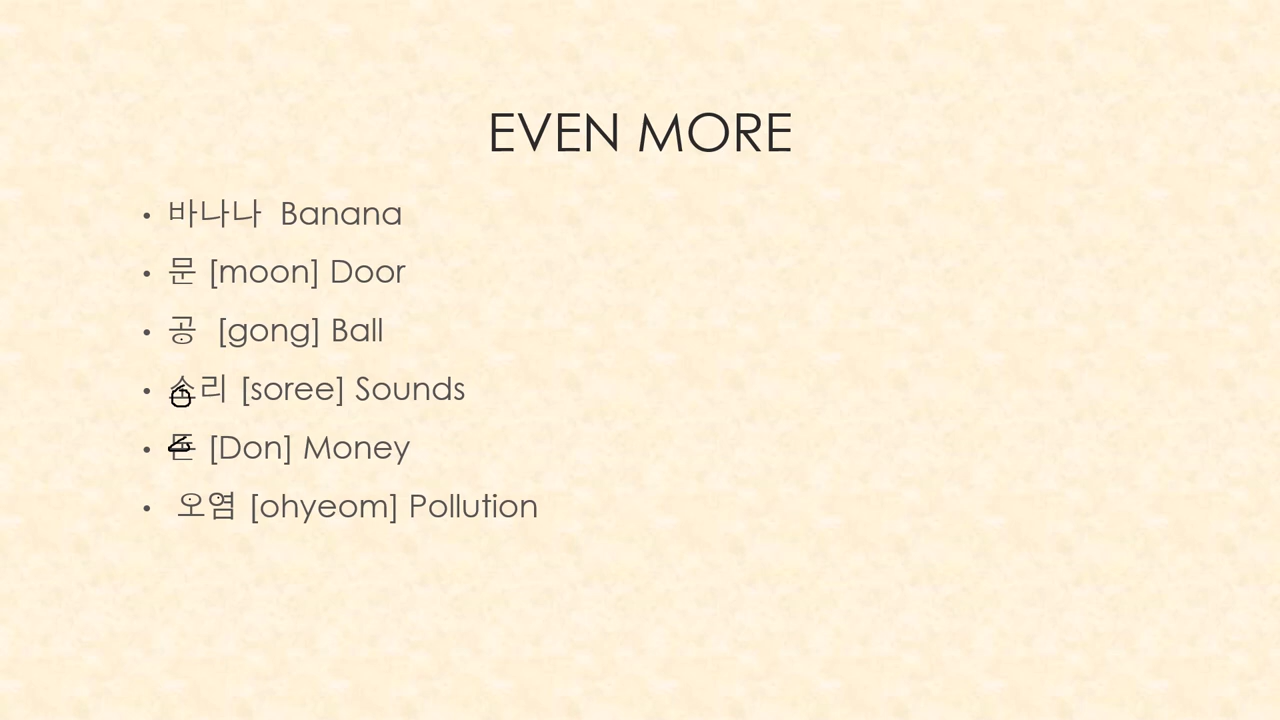 EVEN MORE
• 바나나 Banana
• 문 [moon] Door
• 공 [gong] Ball
• 소리 [soree] Sounds
• 돈 [Don] Money
• 오염 [ohyeom] Pollution